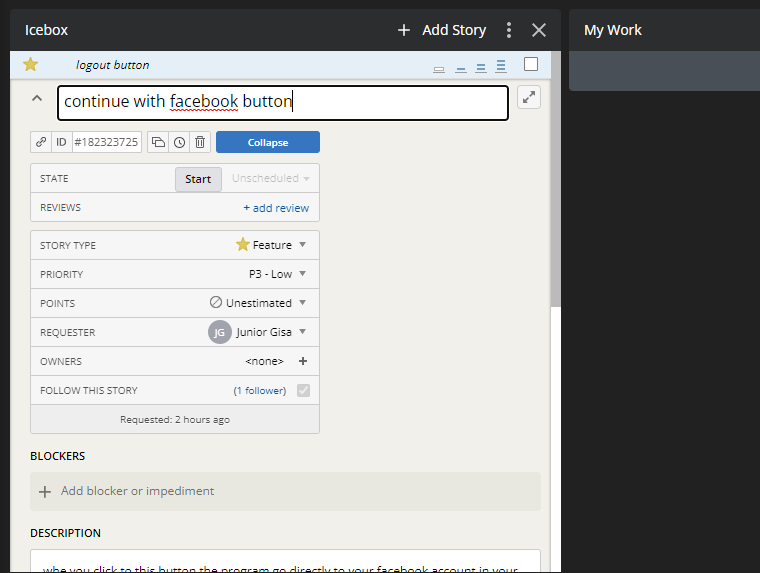 Icebox
Add Story
My Work
logout button
continue with facebook button
ID #182323725
Collapse
STATE Start Unscheduled
REVIEWS + add review
STORY TYPE Feature
PRIORITY P3 - Low
POINTS Unestimated
REQUESTER JG Junior Gisa
OWNERS <none> +
FOLLOW THIS STORY (1 follower)
Requested: 2 hours ago
BLOCKERS
Add blocker or impediment
DESCRIPTION
whe you click to this button the program go directly to your facebook account in your